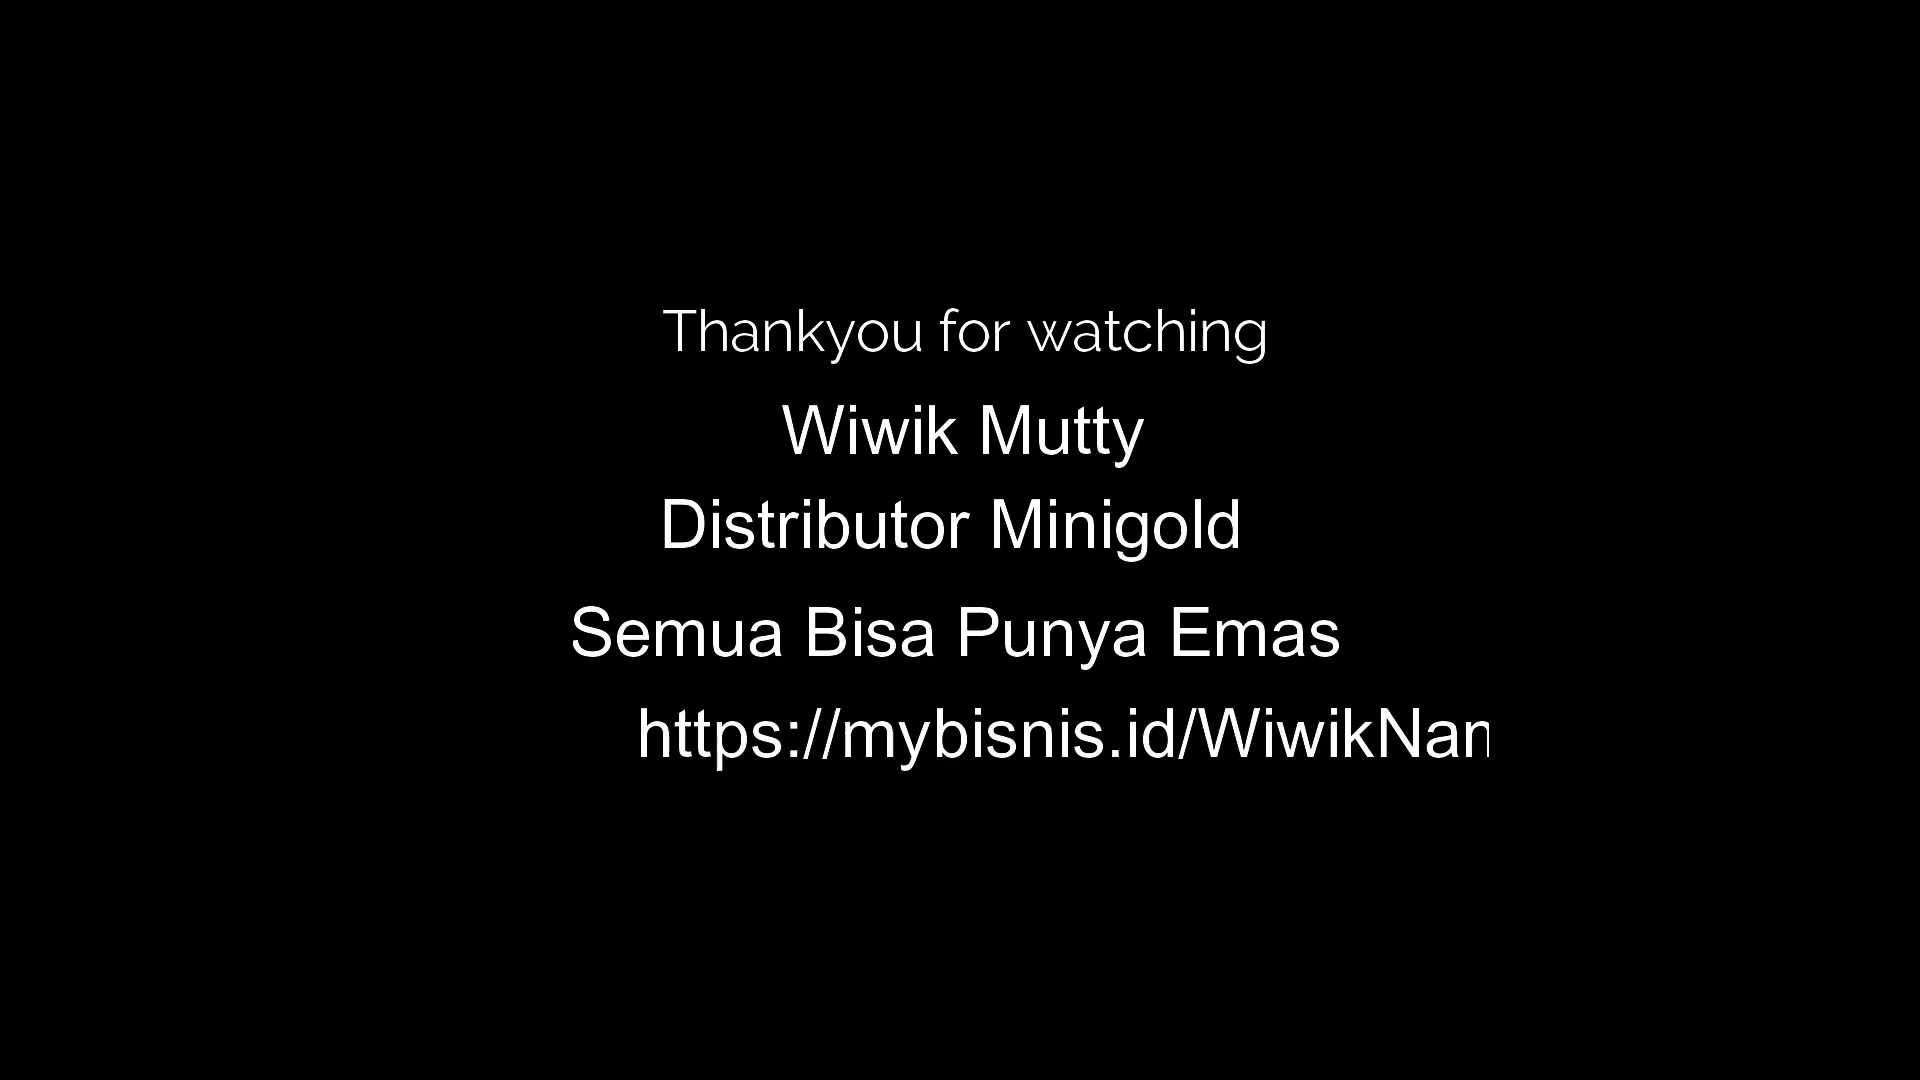 Thankyou for watching
Wiwik Mutty
Distributor Minigold
Semua Bisa Punya Emas
https://mybisnis.id/WiwikNan